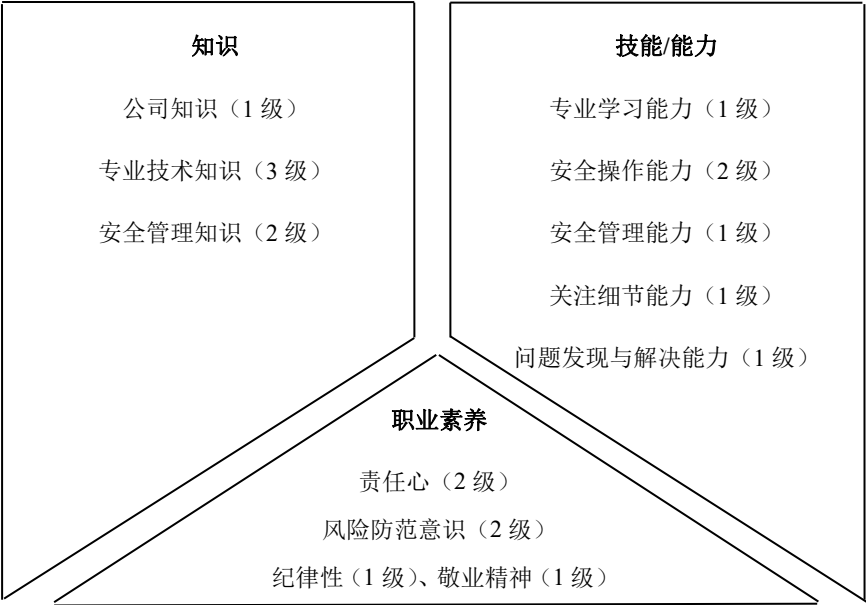 知识
公司知识（1 级）
专业技术知识（3 级）
安全管理知识（2 级）
技能/能力
专业学习能力（1 级）
安全操作能力（2 级）
安全管理能力（1 级）
关注细节能力（1 级）
问题发现与解决能力（1 级）
职业素养
责任心（2 级）
风险防范意识（2 级）
纪律性（1 级）、敬业精神（1 级）